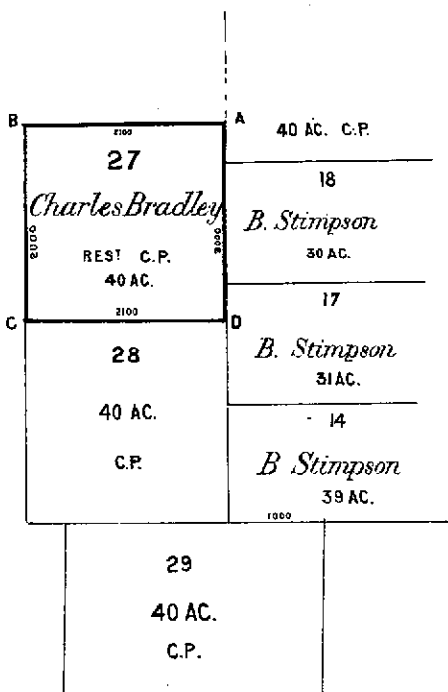 B
2100
A
40 AC. C.P.
27
18
Charles Bradley
B. Stimpson
2000
2000
REST C.P.
30 AC.
40 AC.
17
C
2100
D
28
B. Stimpson
31 AC.
40 AC.
14
C.P.
B Stimpson
39 AC.
1000
29
40 AC.
C.P.